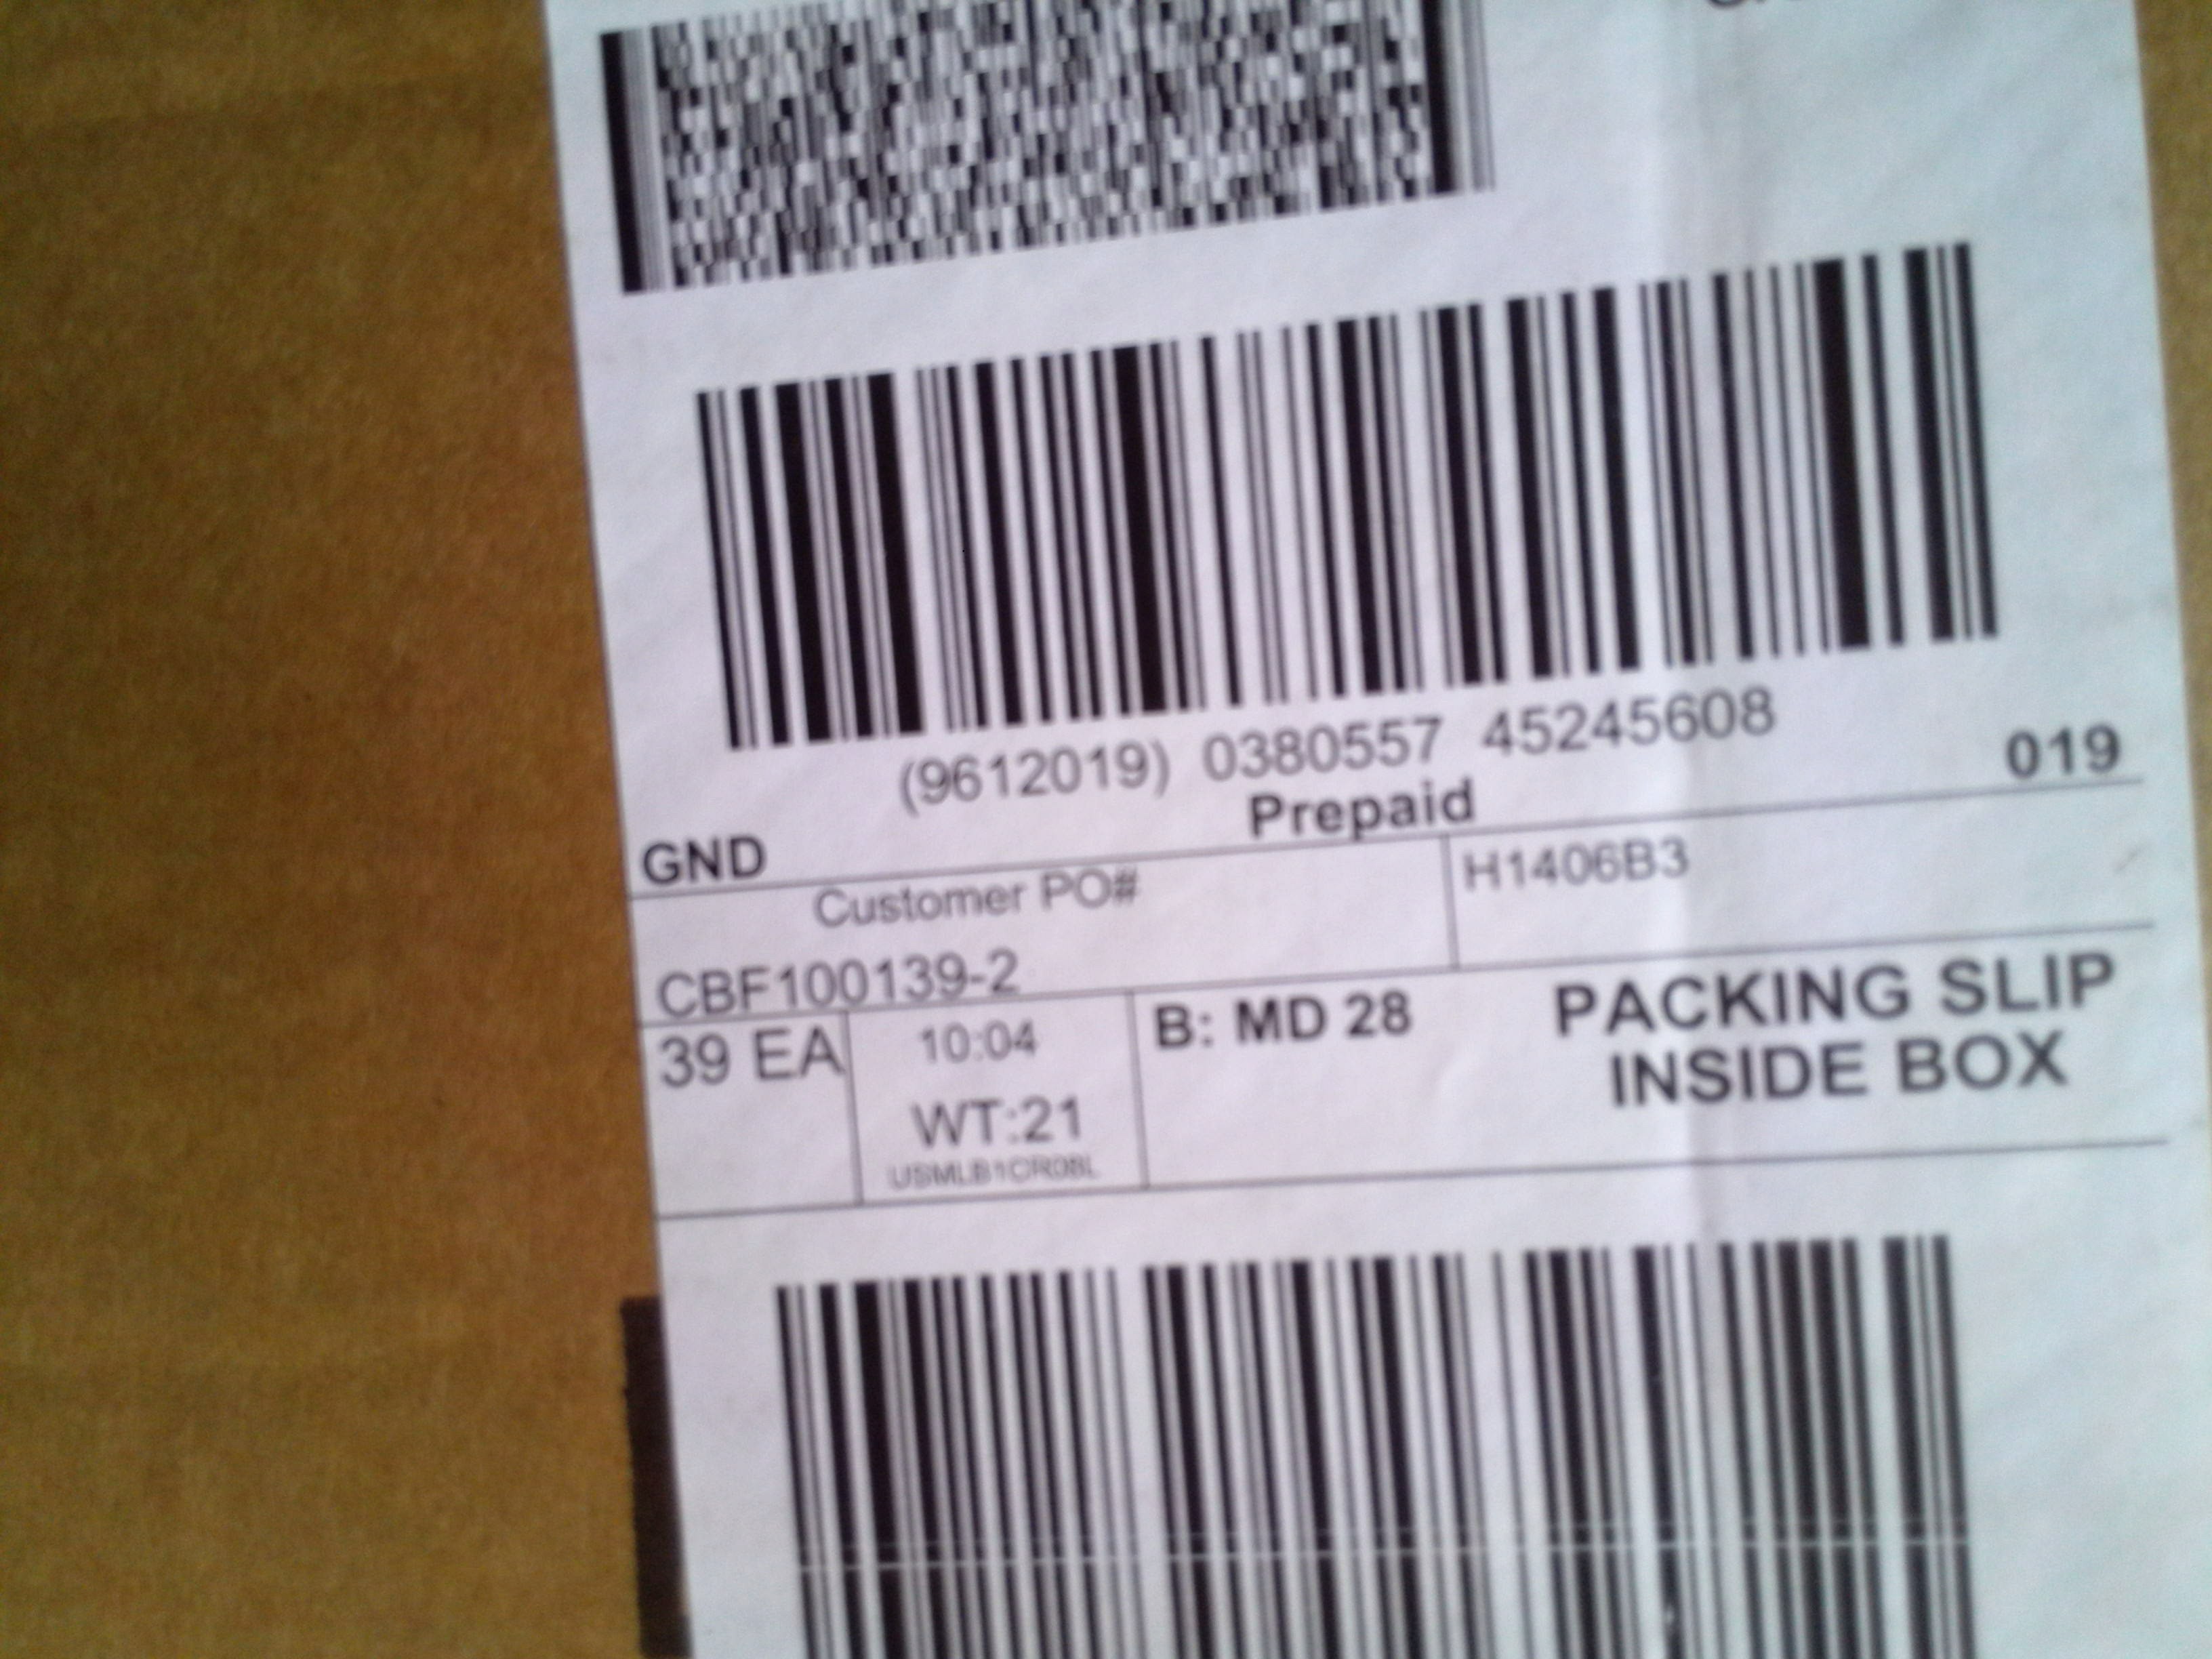 (9612019) 0380557 45245608
019
Prepaid
GND
Customer PO#
H1406B3
CBF100139-2
39 EA
10:04
B: MD 28
PACKING SLIP
INSIDE BOX
WT:21